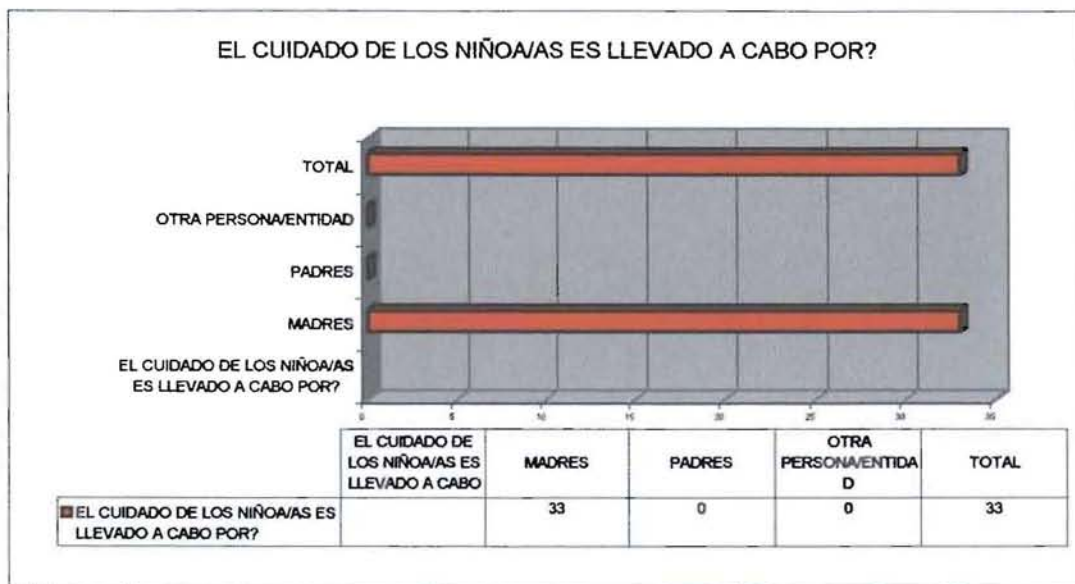 EL CUIDADO DE LOS NIÑOA/AS ES LLEVADO A CABO POR?
TOTAL
OTRA PERSONA/ENTIDAD
PADRES
MADRES
EL CUIDADO DE LOS NIÑOA/AS
ES LLEVADO A CABO POR?
0 5 10 15 20 25 30 35
EL CUIDADO DE
LOS NIÑOA/AS ES
LLEVADO A CABO
MADRES
PADRES
OTRA
PERSONA/ENTIDA
D
TOTAL
EL CUIDADO DE LOS NIÑOA/AS ES
LLEVADO A CABO POR?
33 0 0 33